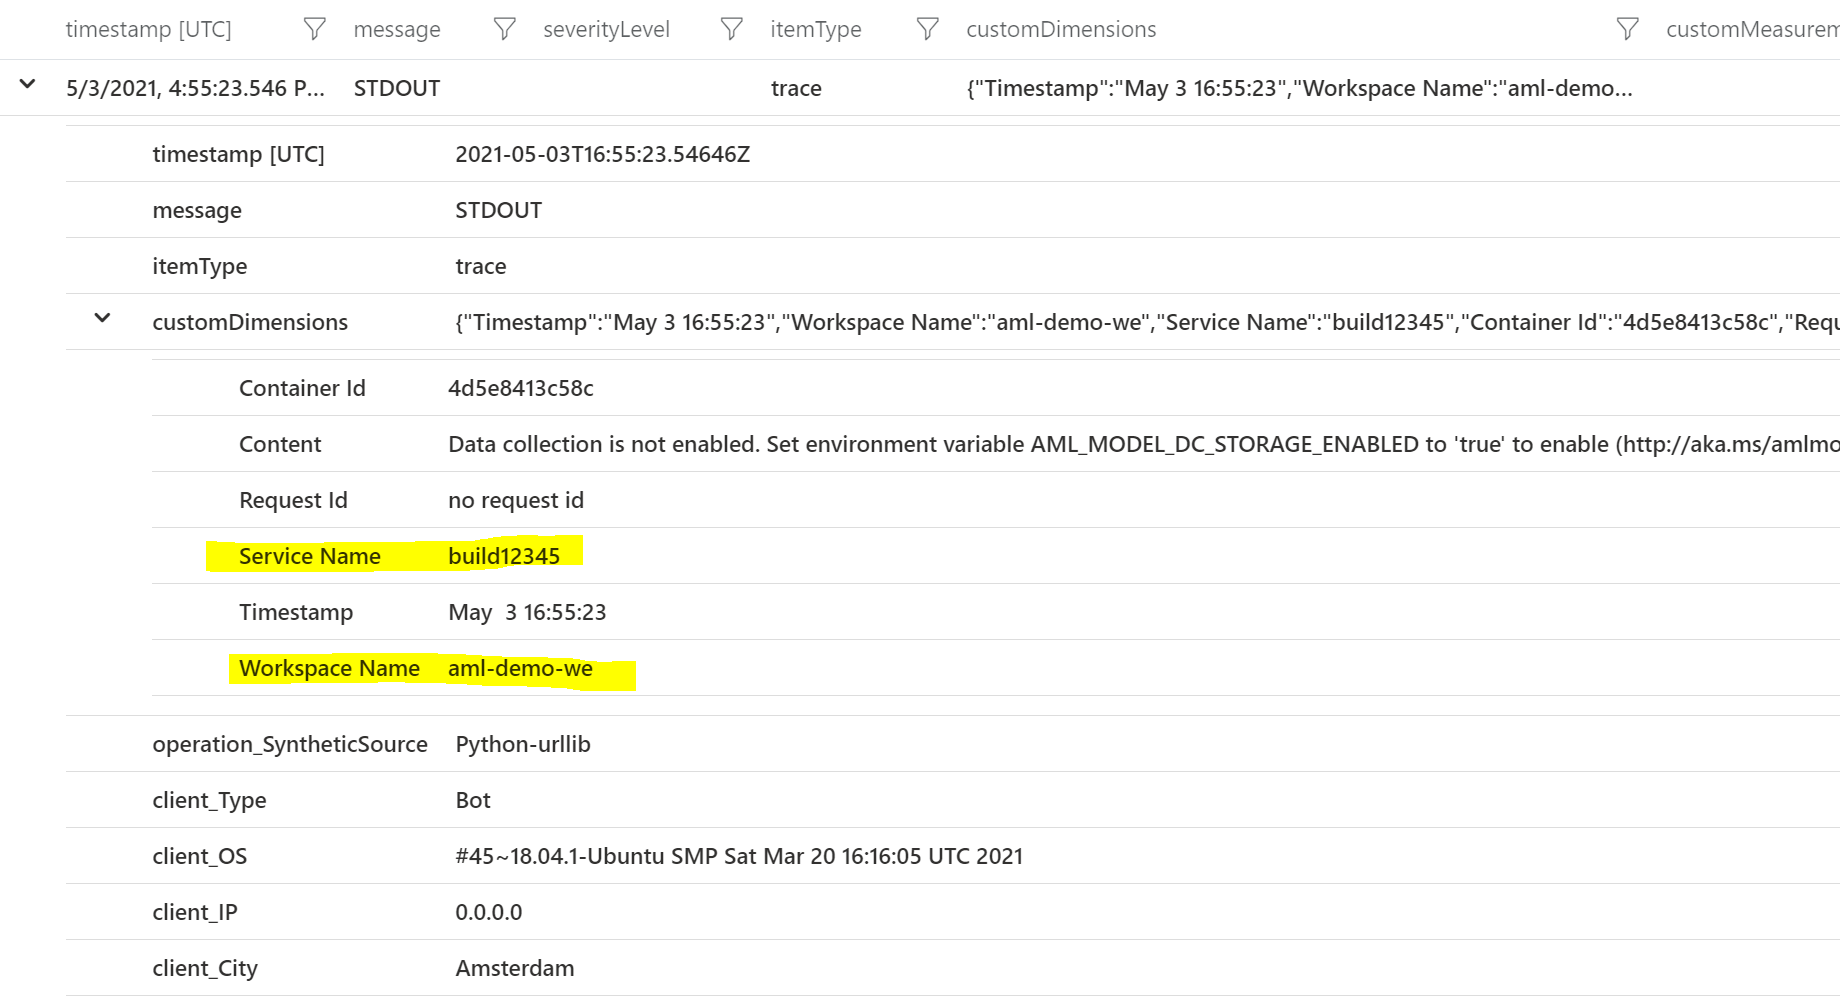 timestamp [UTC] message severityLevel itemType customDimensions customMeasurem
5/3/2021, 4:55:23.546 P... STDOUT trace {"Timestamp":"May 3 16:55:23","Workspace Name":"aml-demo...
timestamp [UTC] 2021-05-03T16:55:23.54646Z
message STDOUT
itemType trace
customDimensions {"Timestamp":"May 3 16:55:23","Workspace Name":"aml-demo-we","Service Name":"build12345","Container Id":"4d5e8413c58c","Requ
Container Id 4d5e8413c58c
Content Data collection is not enabled. Set environment variable AML_MODEL_DC_STORAGE_ENABLED to 'true' to enable (http://aka.ms/amlmo
Request Id no request id
Service Name build12345
Timestamp May  3 16:55:23
Workspace Name aml-demo-we
operation_SyntheticSource Python-urllib
client_Type Bot
client_OS #45~18.04.1-Ubuntu SMP Sat Mar 20 16:16:05 UTC 2021
client_IP 0.0.0.0
client_City Amsterdam